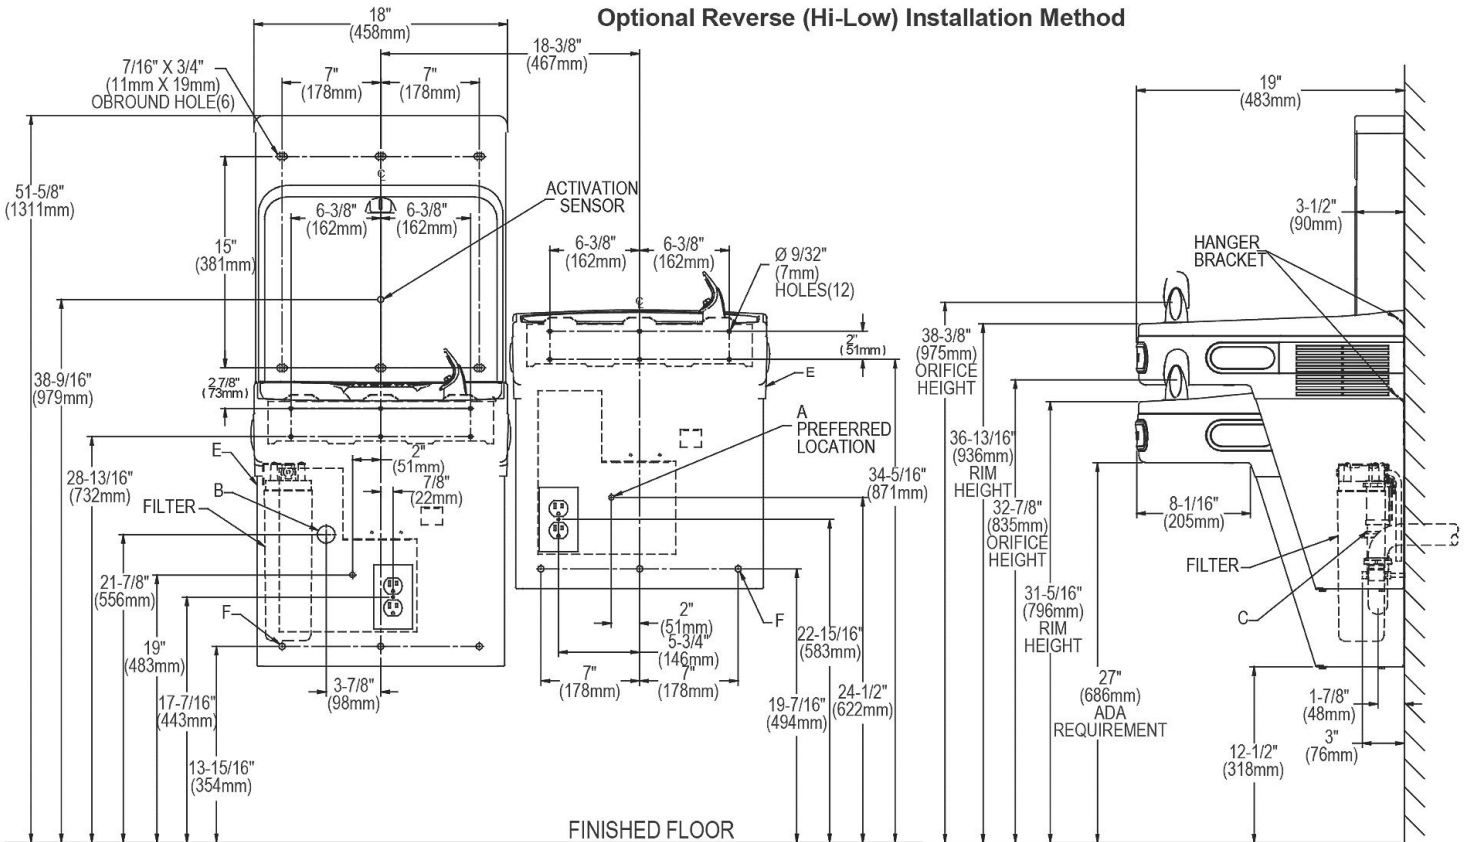 Optional Reverse (Hi-Low) Installation Method
18"
(458mm)
18-3/8"
(467mm)
7/16" X 3/4"
(11mm X 19mm)
OBROUND HOLE(6)
7"
(178mm)
7"
(178mm)
51-5/8"
(1311mm)
℄
ACTIVATION
SENSOR
6-3/8"
(162mm)
6-3/8"
(162mm)
15"
(381mm)
6-3/8"
(162mm)
6-3/8"
(162mm)
Ø 9/32"
(7mm)
HOLES(12)
℄
2"
(51mm)
38-9/16"
(979mm)
2 7/8"
(73mm)
E
A
PREFERRED
LOCATION
28-13/16"
(732mm)
E
B
FILTER
2"
(51mm)
7/8"
(22mm)
34-5/16"
(871mm)
21-7/8"
(556mm)
F
19"
(483mm)
17-7/16"
(443mm)
3-7/8"
(98mm)
13-15/16"
(354mm)
2"
(51mm)
5-3/4"
(146mm)
7"
(178mm)
7"
(178mm)
F
22-15/16"
(583mm)
24-1/2"
(622mm)
19-7/16"
(494mm)
FINISHED FLOOR
19"
(483mm)
3-1/2"
(90mm)
HANGER
BRACKET
38-3/8"
(975mm)
ORIFICE
HEIGHT
36-13/16"
(936mm)
RIM
HEIGHT
32-7/8"
(835mm)
ORIFICE
HEIGHT
31-5/16"
(796mm)
RIM
HEIGHT
8-1/16"
(205mm)
FILTER
C
27"
(686mm)
ADA
REQUIREMENT
12-1/2"
(318mm)
1-7/8"
(48mm)
3"
(76mm)